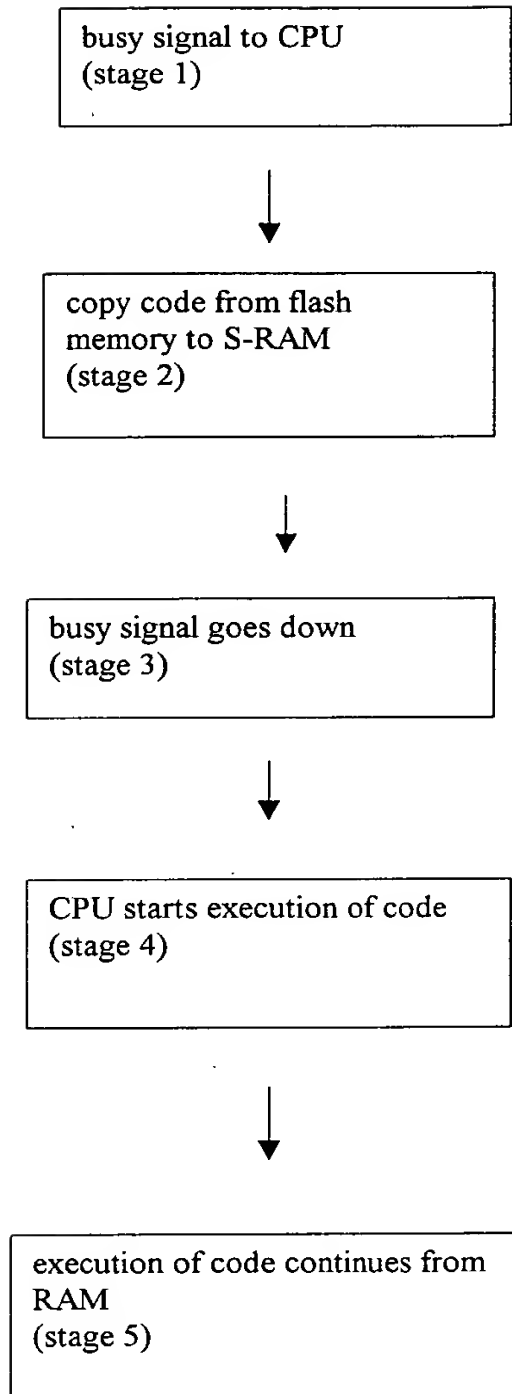 busy signal to CPU
(stage 1)
copy code from flash
memory to S-RAM
(stage 2)
busy signal goes down
(stage 3)
CPU starts execution of code
(stage 4)
execution of code continues from
RAM
(stage 5)